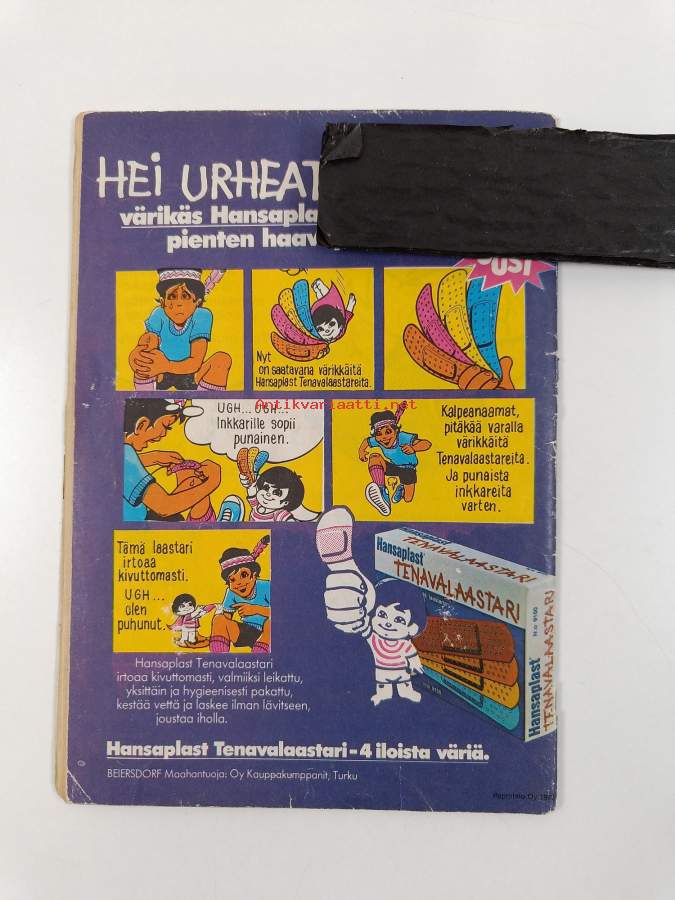 HEI URHEAT
värikäs Hansapla
pienten haav
UUSI
Nyt
on saatavana värikkäitä
Hansaplast Tenavalaastareita.
Antikvariaatti.net
UGH... UGH...
Inkkarille sopii
punainen.
Kalpeanaamat,
pitäkää varalla
värikkäitä
Tenavalaastareita.
Ja punaista
inkkareita
varten.
Tämä laastari
irtoaa
kivuttomasti.
UGH...
olen
puhunut.
Hansaplast®
TENAVALAASTARI
N:o 9100
Hansaplast®
TENAVALAASTARI
Hansaplast Tenavalaastari
irtoaa kivuttomasti, valmiiksi leikattu,
yksittäin ja hygieenisesti pakattu,
kestää vettä ja laskee ilman lävitseen,
joustaa iholla.
Hansaplast Tenavalaastari-4 iloista väriä.
BEIERSDORF Maahantuoja: Oy Kauppakumppanit, Turku